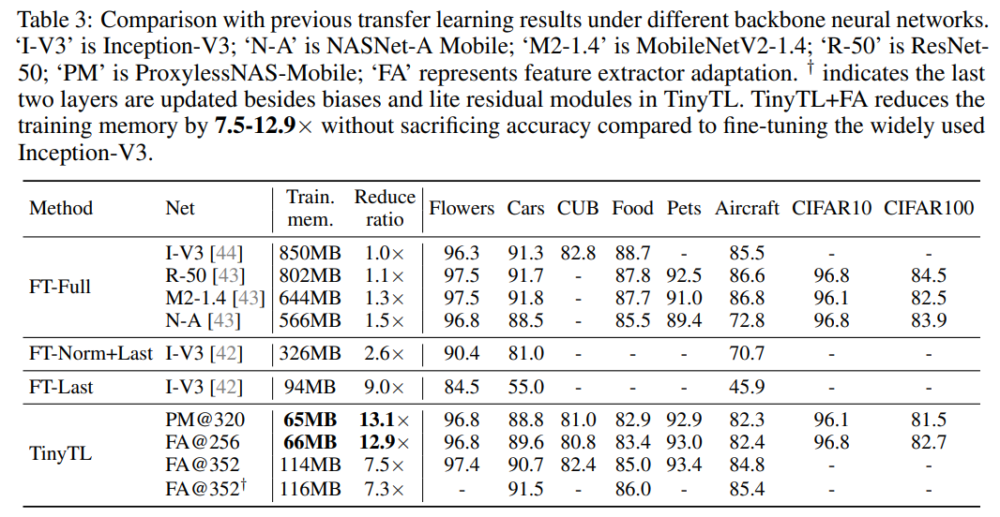 Table 3: Comparison with previous transfer learning results under different backbone neural networks.
'I-V3' is Inception-V3; 'N-A' is NASNet-A Mobile; 'M2-1.4' is MobileNetV2-1.4; 'R-50' is ResNet-
50; 'PM' is ProxylessNAS-Mobile; 'FA' represents feature extractor adaptation. † indicates the last
two layers are updated besides biases and lite residual modules in TinyTL. TinyTL+FA reduces the
training memory by 7.5-12.9× without sacrificing accuracy compared to fine-tuning the widely used
Inception-V3.
Method Net Train. mem. Reduce ratio Flowers Cars CUB Food Pets Aircraft CIFAR10 CIFAR100
FT-Full
I-V3 [44] 850MB 1.0× 96.3 91.3 82.8 88.7 - 85.5 - -
R-50 [43] 802MB 1.1× 97.5 91.7 - 87.8 92.5 86.6 96.8 84.5
M2-1.4 [43] 644MB 1.3× 97.5 91.8 - 87.7 91.0 86.8 96.1 82.5
N-A [43] 566MB 1.5× 96.8 88.5 - 85.5 89.4 72.8 96.8 83.9
FT-Norm+Last I-V3 [42] 326MB 2.6× 90.4 81.0 - - - 70.7 - -
FT-Last I-V3 [42] 94MB 9.0× 84.5 55.0 - - - 45.9 - -
TinyTL
PM@320 65MB 13.1× 96.8 88.8 81.0 82.9 92.9 82.3 96.1 81.5
FA@256 66MB 12.9× 96.8 89.6 80.8 83.4 93.0 82.4 96.8 82.7
FA@352 114MB 7.5× 97.4 90.7 82.4 85.0 93.4 84.8 - -
FA@352† 116MB 7.3× - 91.5 - 86.0 - 85.4 - -